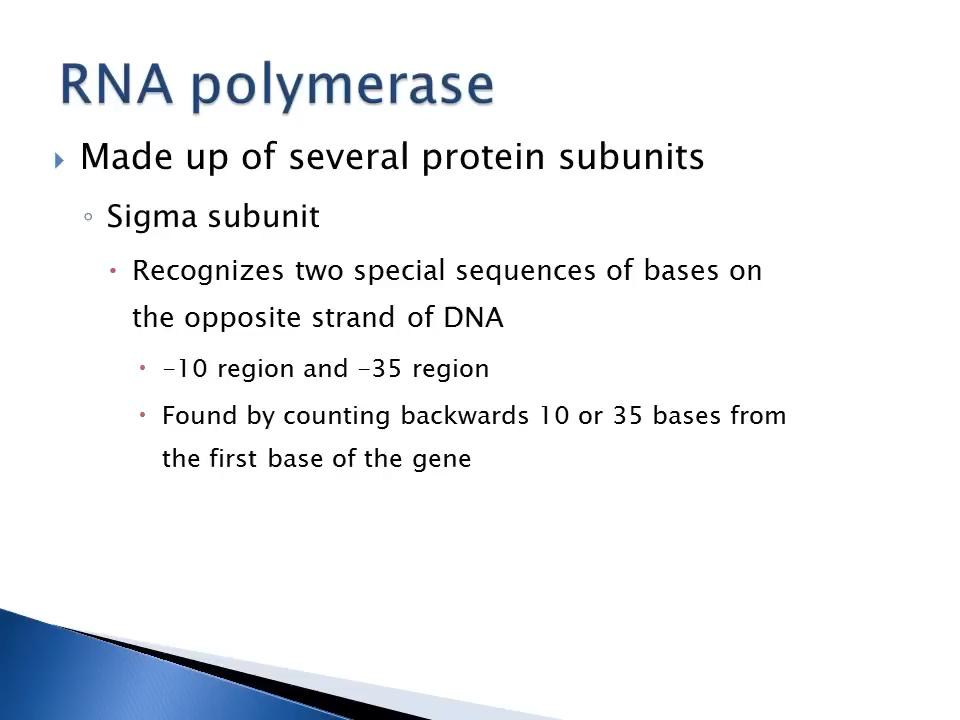 RNA polymerase
Made up of several protein subunits
Sigma subunit
Recognizes two special sequences of bases on
the opposite strand of DNA
-10 region and -35 region
Found by counting backwards 10 or 35 bases from
the first base of the gene